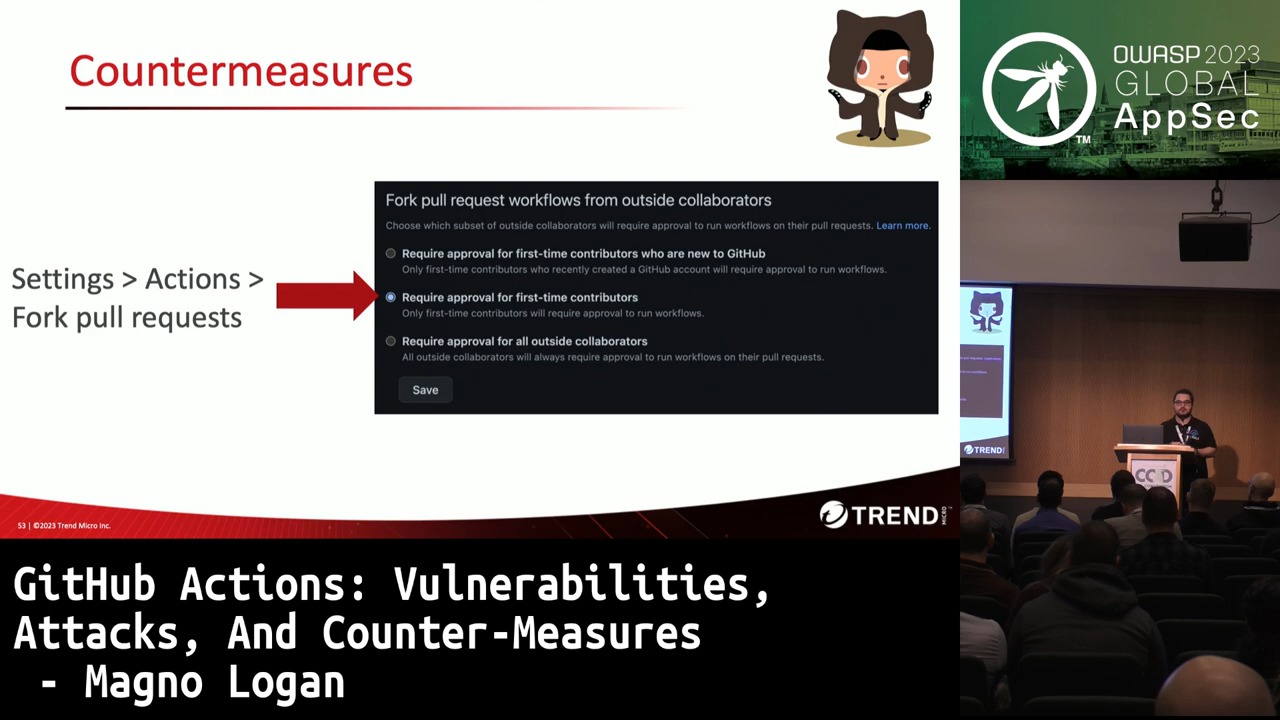 Countermeasures
Settings > Actions >
Fork pull requests
Fork pull request workflows from outside collaborators
Choose which subset of outside collaborators will require approval to run workflows on their pull requests. Learn more.
Require approval for first-time contributors who are new to GitHub
Only first-time contributors who recently created a GitHub account will require approval to run workflows.
Require approval for first-time contributors
Only first-time contributors will require approval to run workflows.
Require approval for all outside collaborators
All outside collaborators will always require approval to run workflows on their pull requests.
Save
53 | ©2023 Trend Micro Inc.
TREND MICRO
OWASP 2023
GLOBAL
AppSec
TM
TREND
GitHub Actions: Vulnerabilities,
Attacks, And Counter-Measures
- Magno Logan